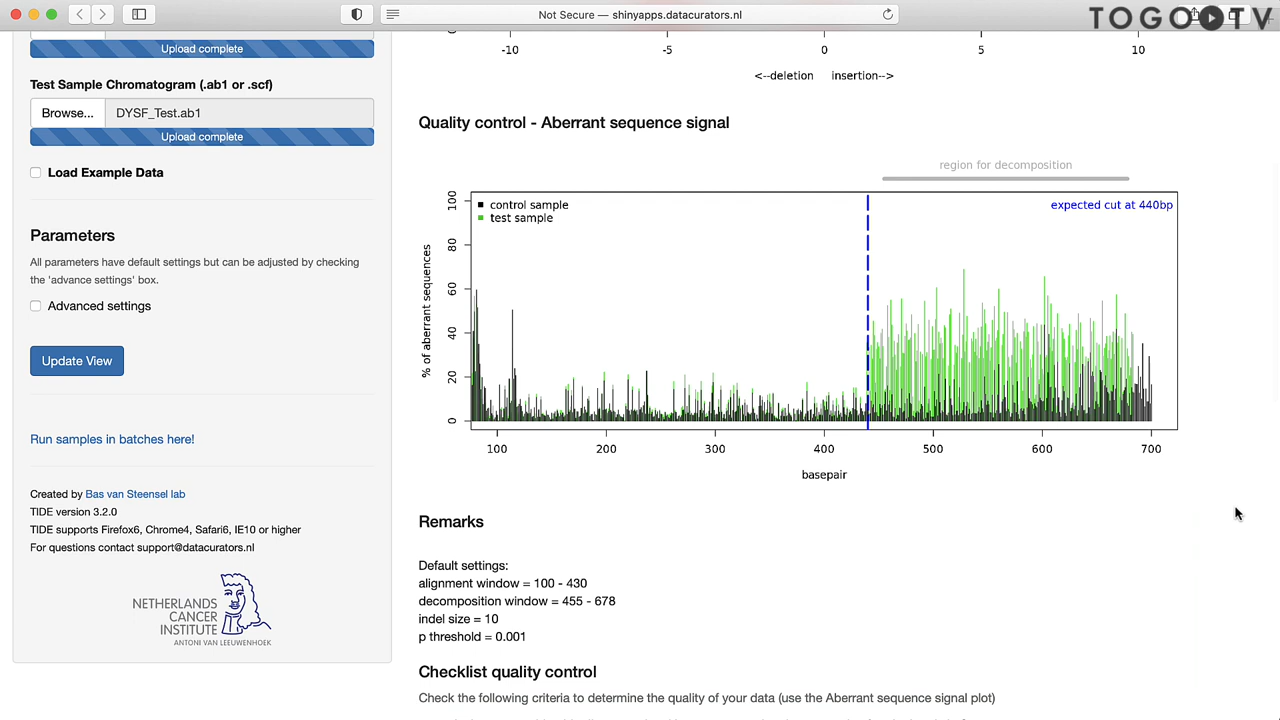 Not Secure — shinyapps.datacurators.nl
TOGO TV
Upload complete
Test Sample Chromatogram (.ab1 or .scf)
Browse... DYSF_Test.ab1
Upload complete
Load Example Data
Parameters
All parameters have default settings but can be adjusted by checking
the 'advance settings' box.
Advanced settings
Update View
Run samples in batches here!
Created by Bas van Steensel lab
TIDE version 3.2.0
TIDE supports Firefox6, Chrome4, Safari6, IE10 or higher
For questions contact support@datacurators.nl
NETHERLANDS
CANCER
INSTITUTE
ANTONI VAN LEEUWENHOEK
-10 -5 0 5 10
<--deletion insertion-->
Quality control - Aberrant sequence signal
region for decomposition
control sample
test sample
expected cut at 440bp
% of aberrant sequences
100
80
60
40
20
0
100 200 300 400 500 600 700
basepair
Remarks
Default settings:
alignment window = 100 - 430
decomposition window = 455 - 678
indel size = 10
p threshold = 0.001
Checklist quality control
Check the following criteria to determine the quality of your data (use the Aberrant sequence signal plot)